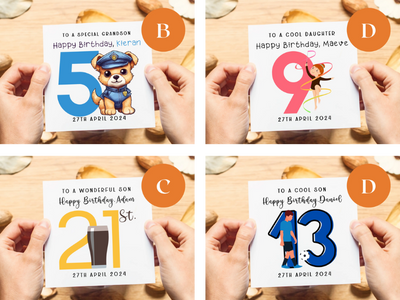 B
TO A SPECIAL GRANDSON
Happy Birthday, Kieran
5
27TH APRIL 2024
D
TO A COOL DAUGHTER
Happy Birthday, Maeve
9
27TH APRIL 2024
C
TO A WONDERFUL SON
Happy Birthday Adam
21St.
27TH APRIL 2024
D
TO A COOL SON
Happy Birthday Daniel
13
27TH APRIL 2024